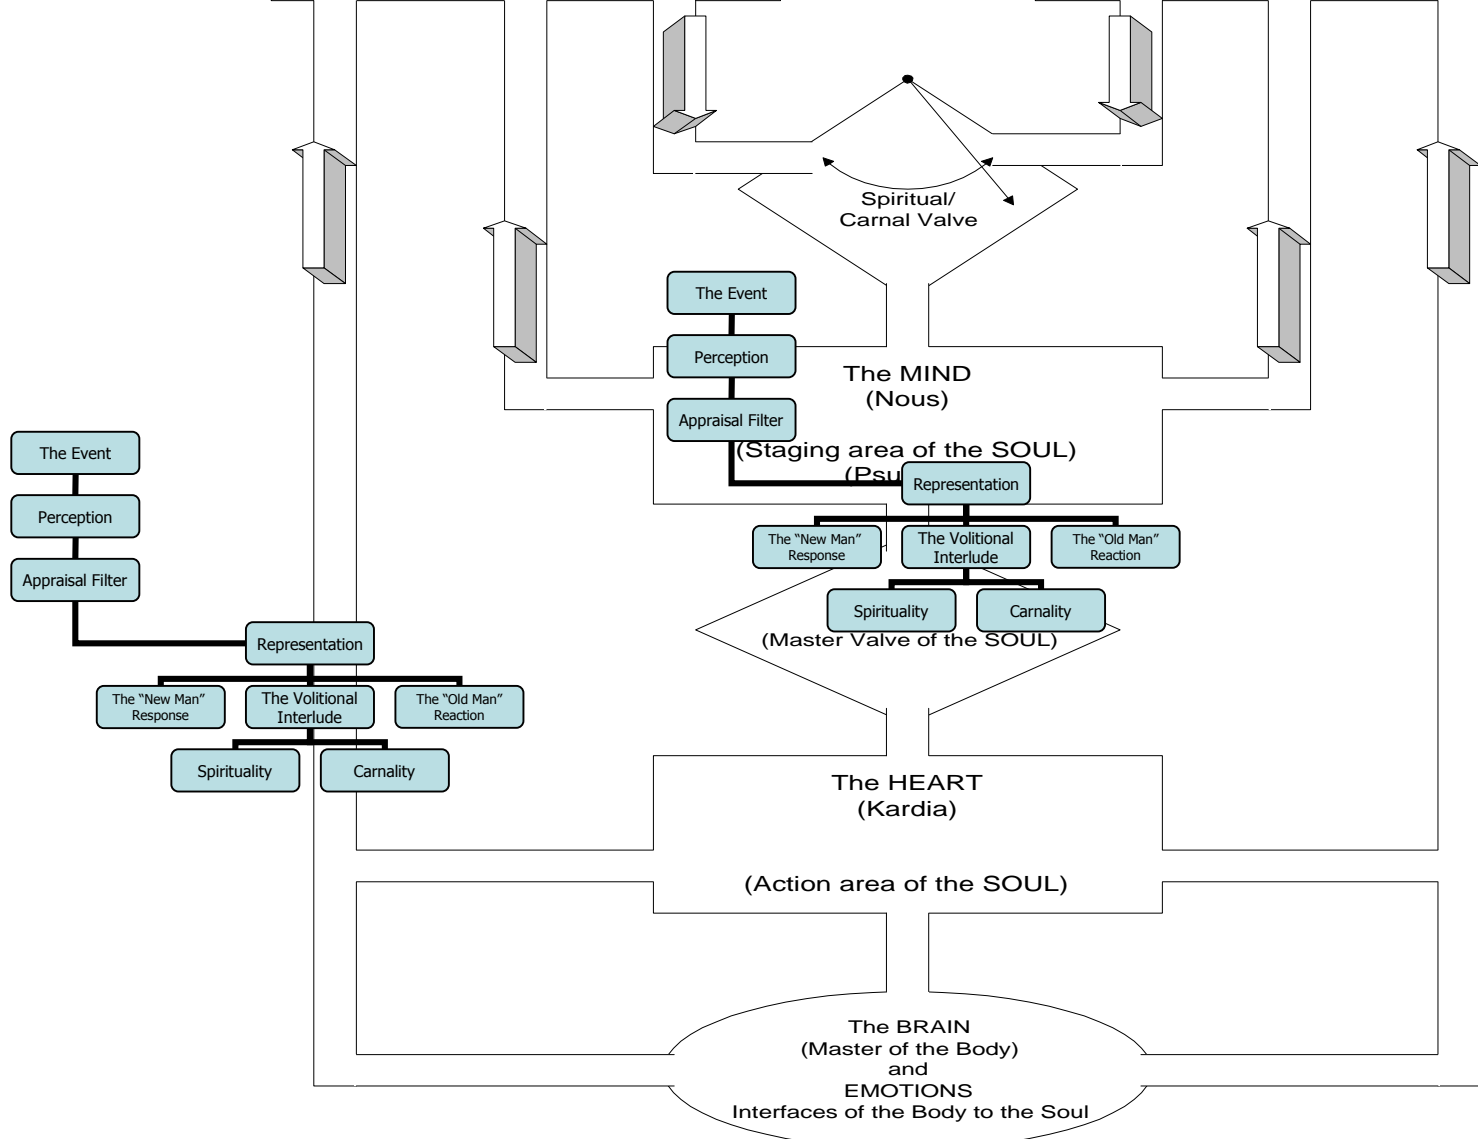 Spiritual/
Carnal Valve
The Event
Perception
Appraisal Filter
The MIND
(Nous)
(Staging area of the SOUL)
(Psu
Representation
The “New Man”
Response
The Volitional
Interlude
The “Old Man”
Reaction
Spirituality
Carnality
(Master Valve of the SOUL)
The Event
Perception
Appraisal Filter
Representation
The “New Man”
Response
The Volitional
Interlude
The “Old Man”
Reaction
Spirituality
Carnality
The HEART
(Kardia)
(Action area of the SOUL)
The BRAIN
(Master of the Body)
and
EMOTIONS
Interfaces of the Body to the Soul